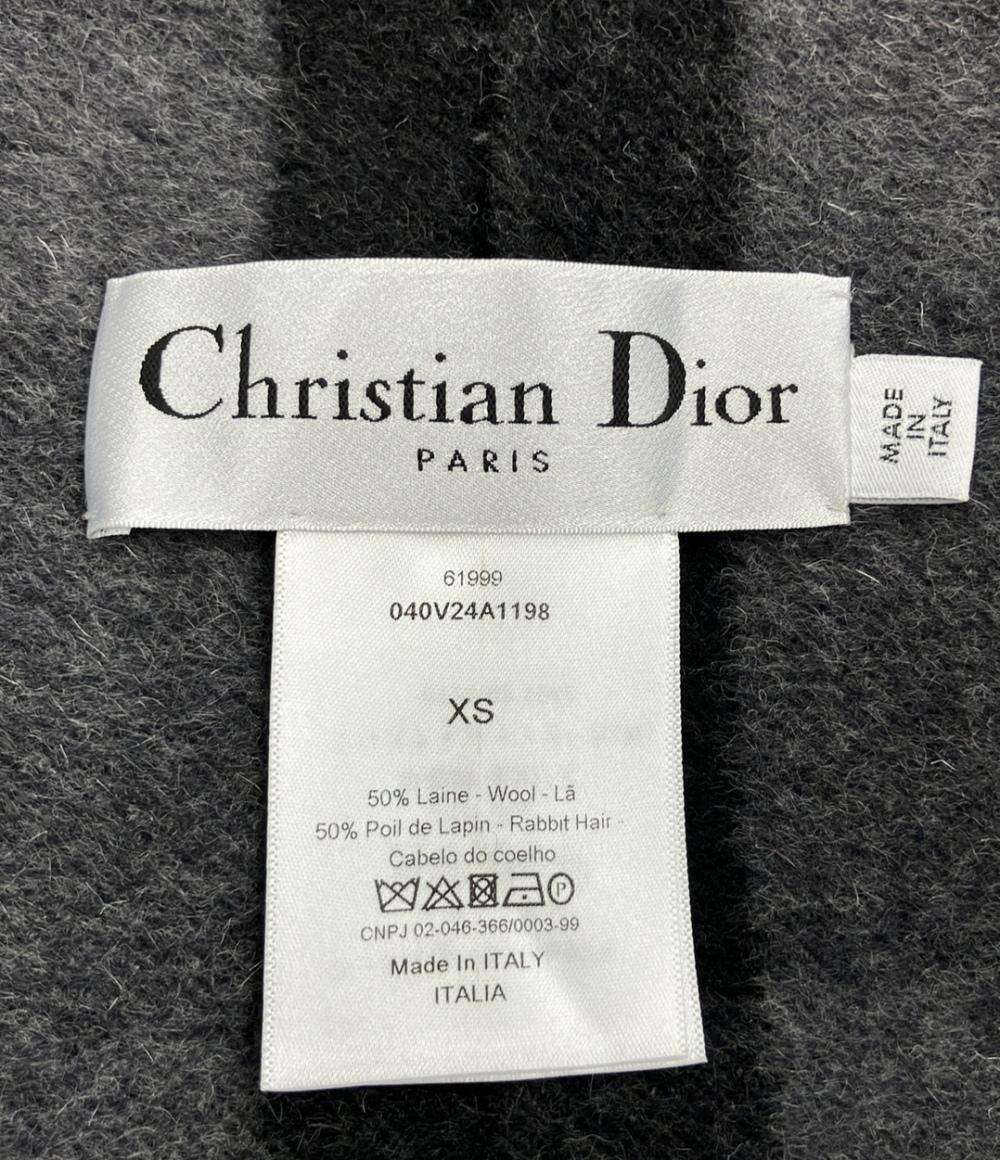 Christian Dior
PARIS
MADE
IN
ITALY
61999
040V24A1198
XS
50% Laine - Wool - Lã
50% Poil de Lapin - Rabbit Hair -
Cabelo do coelho
P
CNPJ 02-046-366/0003-99
Made In ITALY
ITALIA